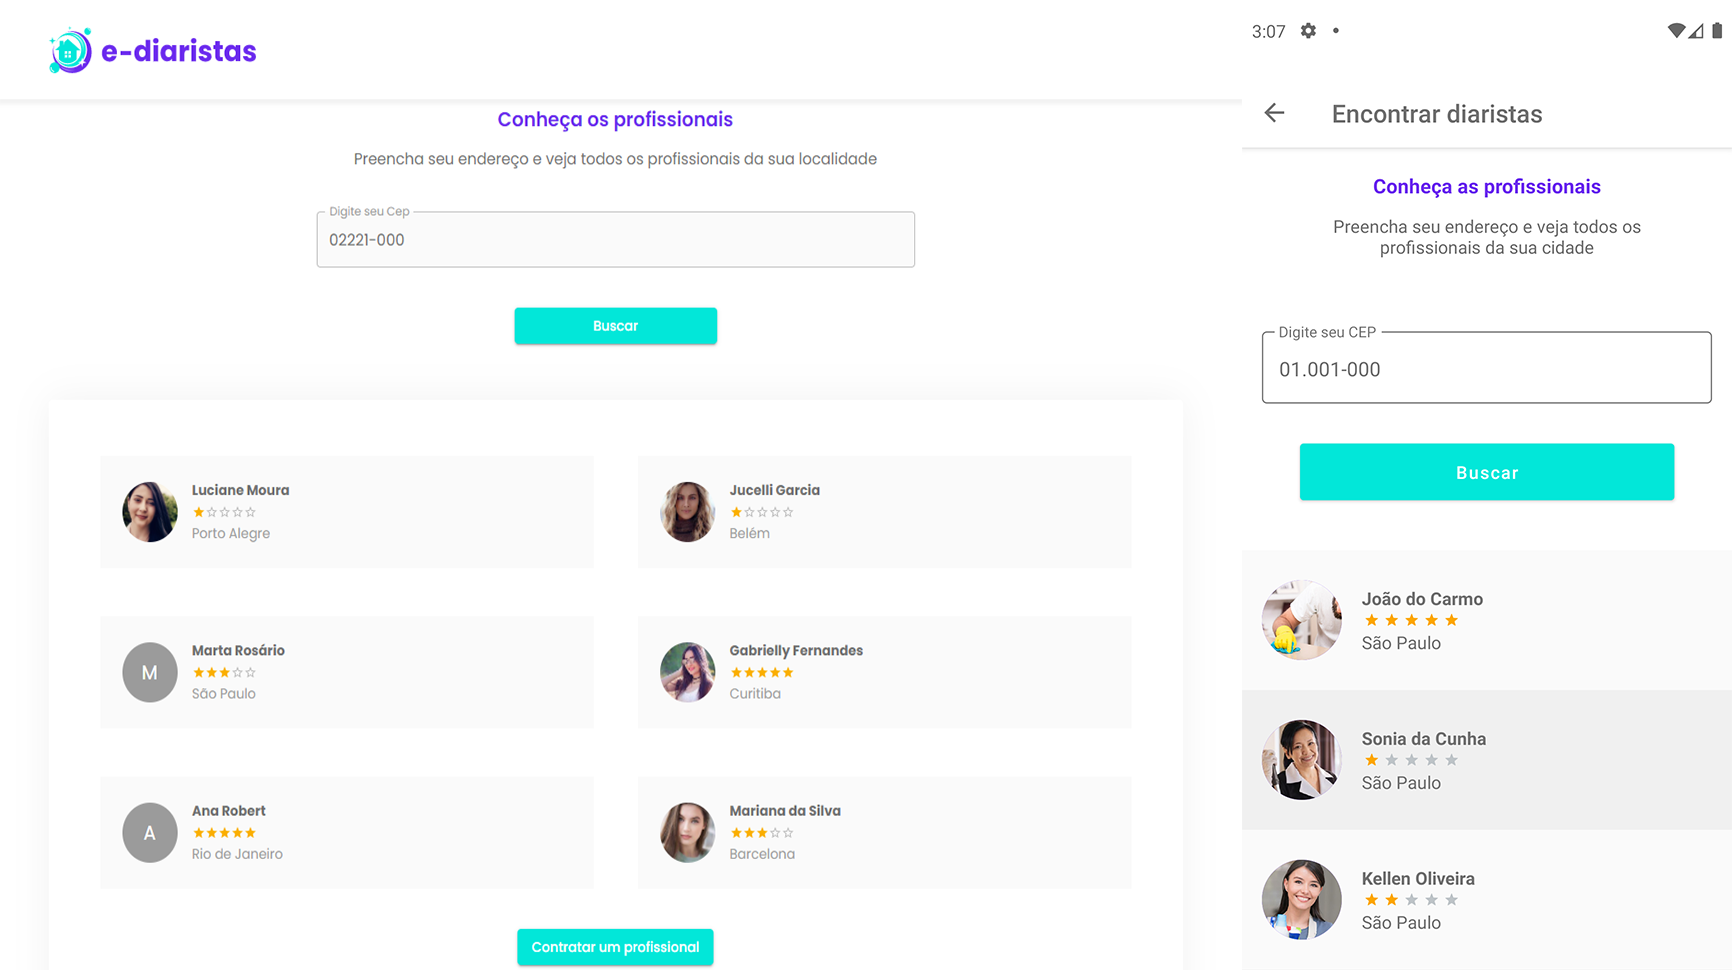 e-diaristas
Conheça os profissionais
Preencha seu endereço e veja todos os profissionais da sua localidade
Digite seu Cep
02221-000
Buscar
Luciane Moura
Porto Alegre
Jucelli Garcia
Belém
M
Marta Rosário
São Paulo
Gabrielly Fernandes
Curitiba
A
Ana Robert
Rio de Janeiro
Mariana da Silva
Barcelona
Contratar um profissional
3:07
Encontrar diaristas
Conheça as profissionais
Preencha seu endereço e veja todos os
profissionais da sua cidade
Digite seu CEP
01.001-000
Buscar
João do Carmo
São Paulo
Sonia da Cunha
São Paulo
Kellen Oliveira
São Paulo